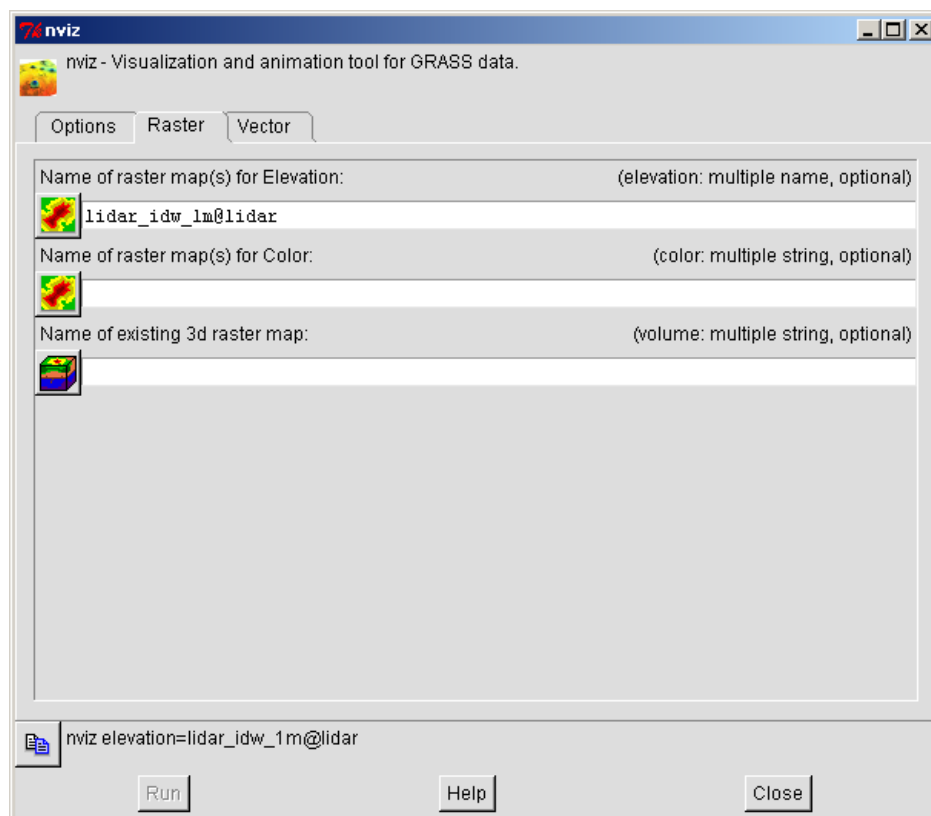 nviz
nviz - Visualization and animation tool for GRASS data.
Options Raster Vector
Name of raster map(s) for Elevation: (elevation: multiple name, optional)
lidar_idw_1m@lidar
Name of raster map(s) for Color: (color: multiple string, optional)
Name of existing 3d raster map: (volume: multiple string, optional)
nviz elevation=lidar_idw_1m@lidar
Run Help Close